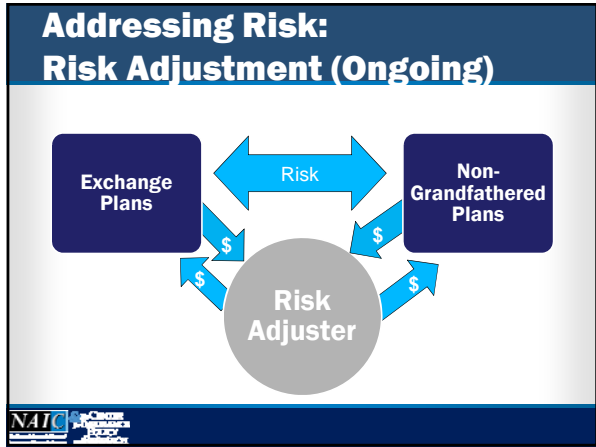 Addressing Risk:
Risk Adjustment (Ongoing)
Exchange
Plans
Risk
Non-
Grandfathered
Plans
$
$
$
$
Risk
Adjuster
NAIC